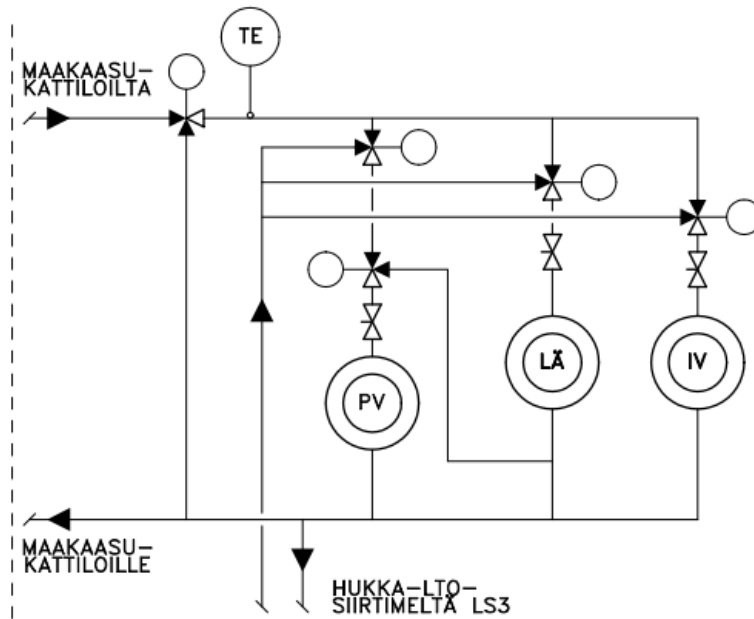 TE
MAAKAASU-
KATTILOILTA
LÄ
IV
PV
MAAKAASU-
KATTILOILLE
HUKKA-LTO-
SIIRTIMELTÄ LS3